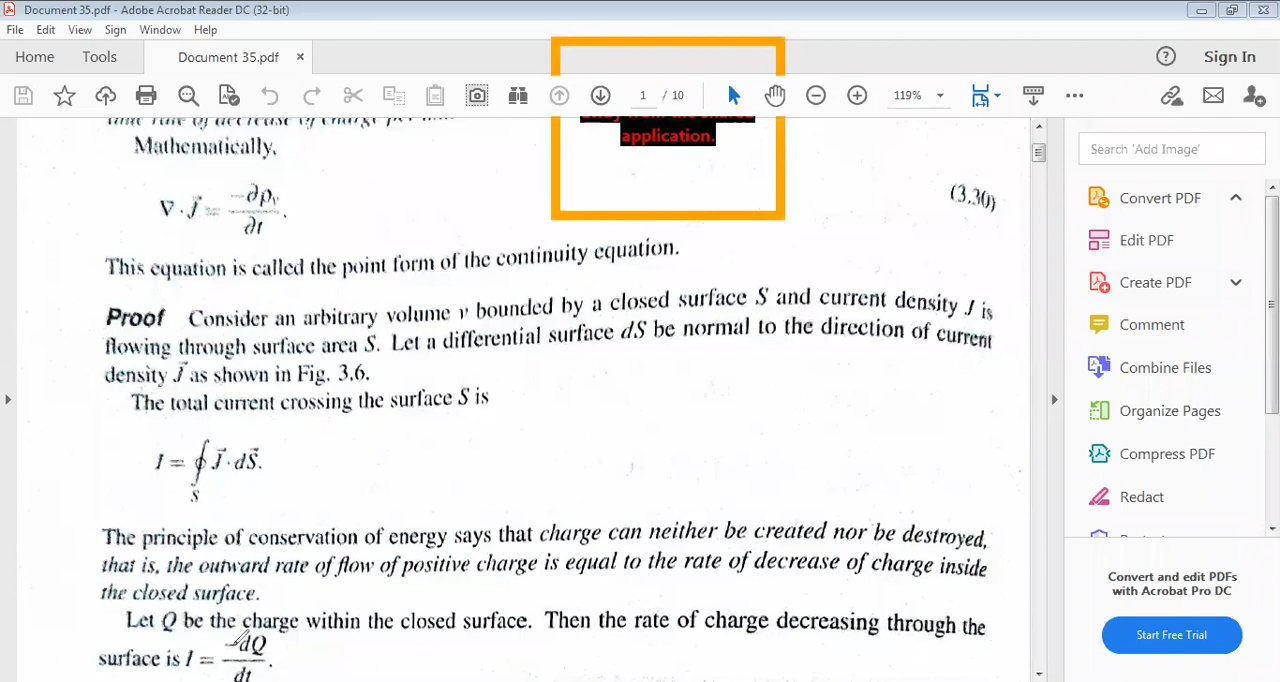 Document 35.pdf - Adobe Acrobat Reader DC (32-bit)
File Edit View Sign Window Help
Home Tools Document 35.pdf × ? Sign In
1 / 10 119%
time rate of decrease of charge per
application.
Mathematically,
∇ · J⃗ = -∂ρᵥ/∂t. (3.30)
This equation is called the point form of the continuity equation.
Proof Consider an arbitrary volume v bounded by a closed surface S and current density J is
flowing through surface area S. Let a differential surface dS be normal to the direction of current
density J⃗ as shown in Fig. 3.6.
The total current crossing the surface S is
I = ∮_S J⃗ · dS⃗.
The principle of conservation of energy says that charge can neither be created nor be destroyed,
that is, the outward rate of flow of positive charge is equal to the rate of decrease of charge inside
the closed surface.
Let Q be the charge within the closed surface. Then the rate of charge decreasing through the
surface is I = -dQ/dt.
Search 'Add Image'
Convert PDF
Edit PDF
Create PDF
Comment
Combine Files
Organize Pages
Compress PDF
Redact
Convert and edit PDFs
with Acrobat Pro DC
Start Free Trial